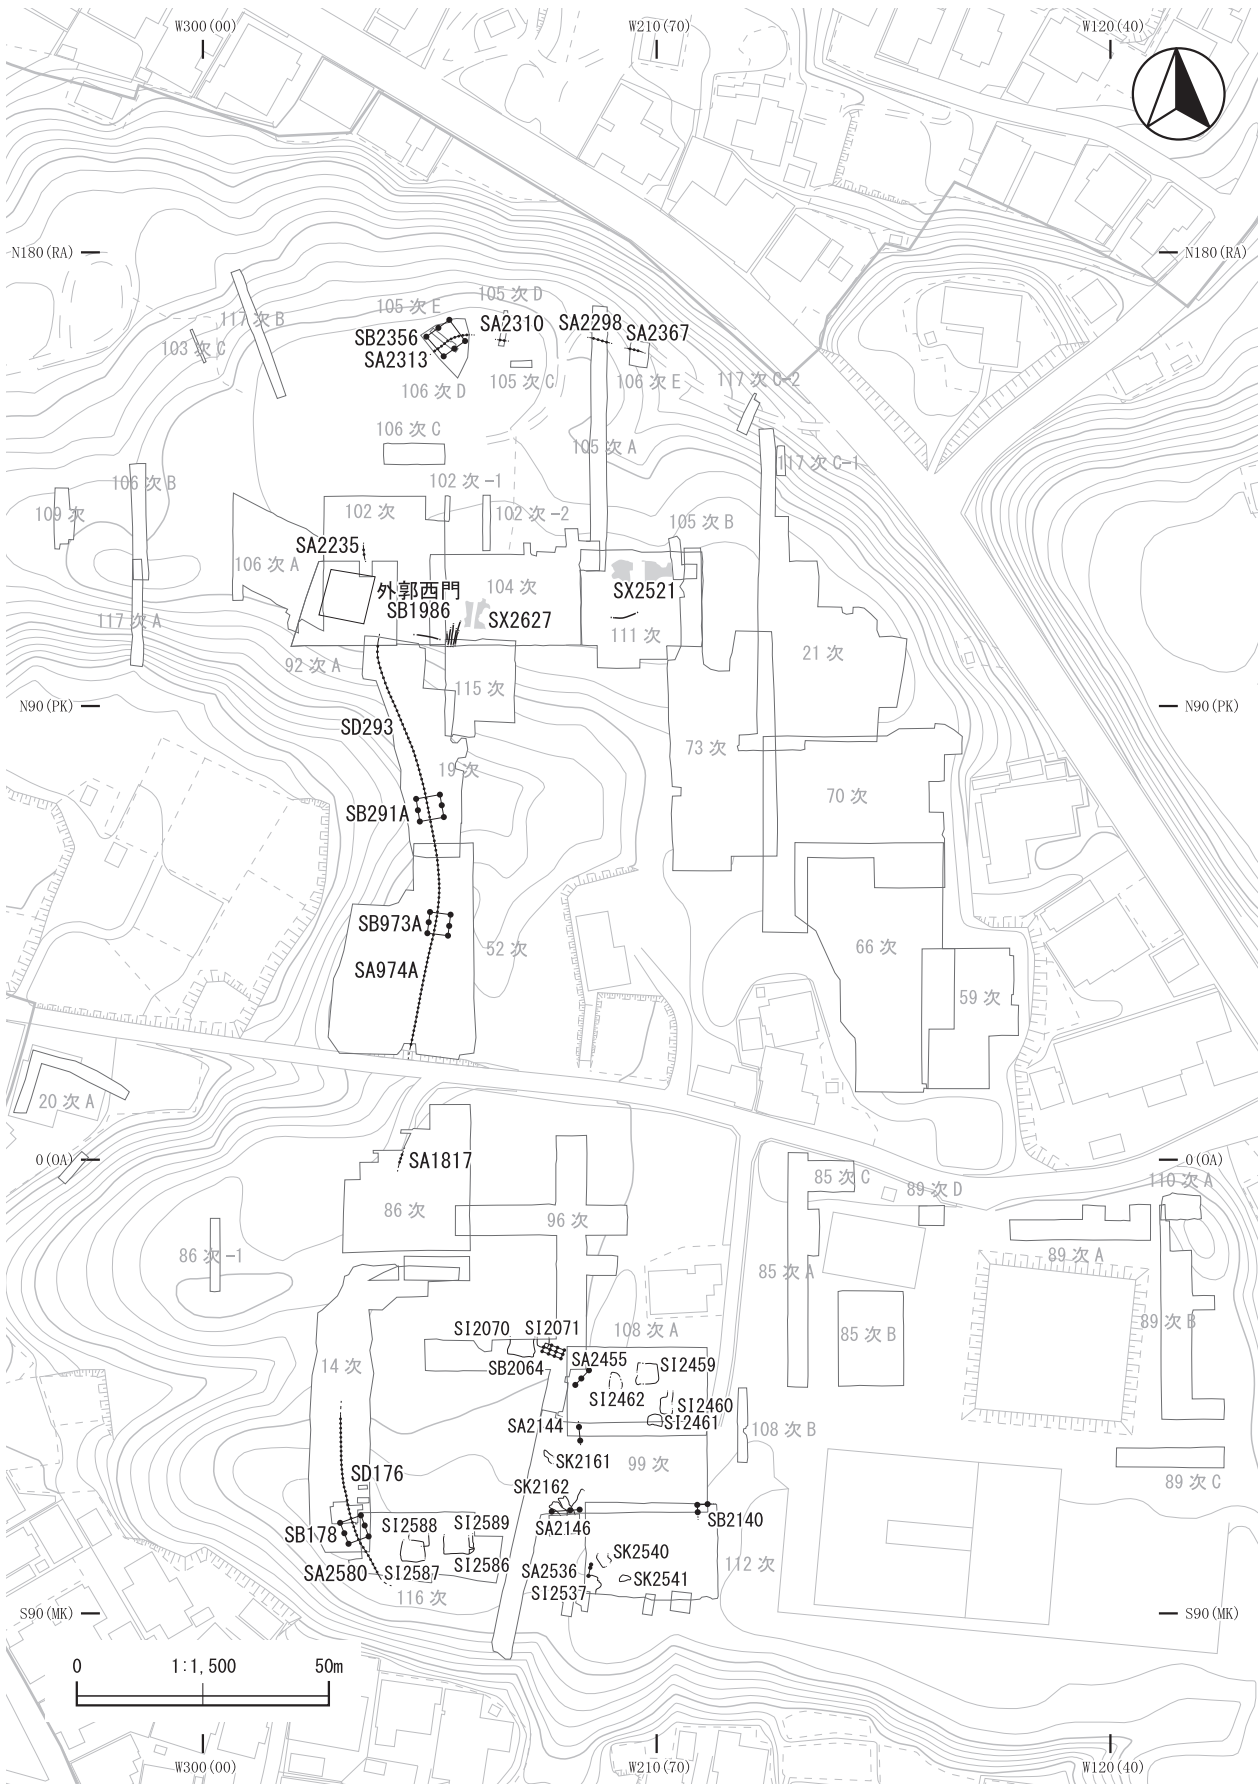 W300(00)
W210(70)
W120(40)
N180(RA)
N180(RA)
117次B
103次C
105次E
105次D
SB2356
SA2313
SA2310
SA2298
SA2367
106次D
105次C
106次E
117次C-2
106次C
105次A
117次C-1
106次B
109次
102次-1
102次
102次-2
105次B
SA2235
106次A
外郭西門
SB1986
104次
SX2521
SX2627
117次A
111次
21次
92次A
115次
N90(PK)
N90(PK)
SD293
73次
19次
70次
SB291A
SB973A
52次
66次
SA974A
59次
20次A
0(OA)
0(OA)
SA1817
85次C
89次D
110次A
86次
96次
86次-1
89次A
85次A
89次B
85次B
SI2070
SI2071
108次A
14次
SB2064
SA2455
SI2459
SI2462
SI2460
SI2461
SA2144
108次B
SK2161
99次
SD176
89次C
SK2162
SB178
SI2588
SI2589
SA2146
SB2140
SK2540
SA2580
SI2587
SI2586
SA2536
SK2541
112次
SI2537
116次
S90(MK)
S90(MK)
0
1:1,500
50m
W300(00)
W210(70)
W120(40)